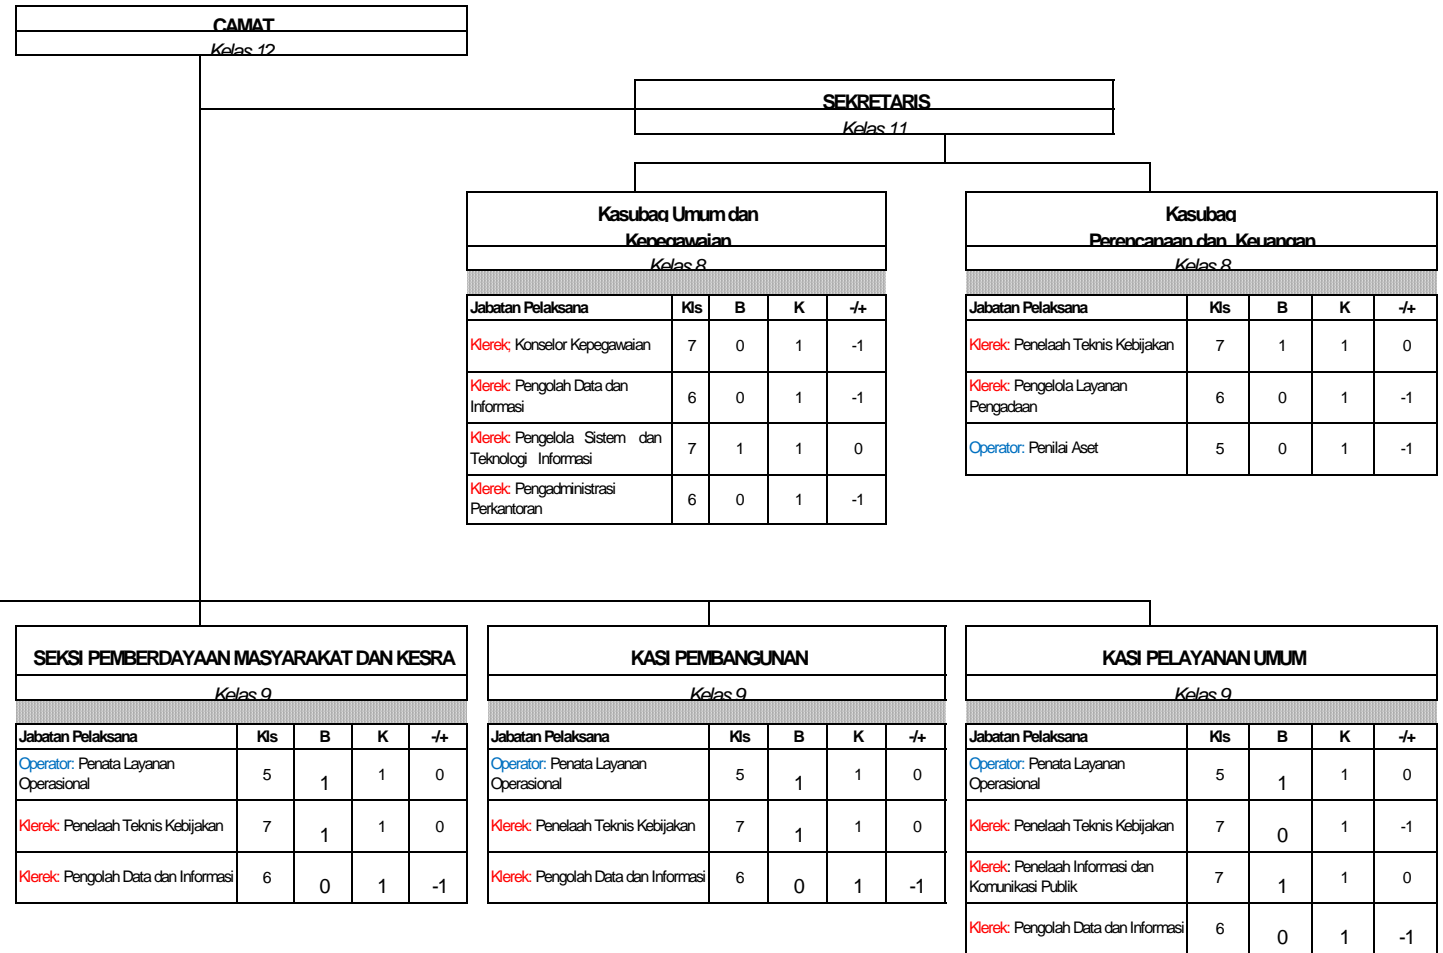 CAMAT
Kelas 12
SEKRETARIS
Kelas 11
Kasubag Umum dan
Kepegawaian
Kelas 8
Jabatan Pelaksana Kls B K -/+
Klerek; Konselor Kepegawaian 7 0 1 -1
Klerek: Pengolah Data dan
Informasi 6 0 1 -1
Klerek: Pengelola Sistem dan
Teknologi Informasi 7 1 1 0
Klerek: Pengadministrasi
Perkantoran 6 0 1 -1
Kasubag
Perencanaan dan Keuangan
Kelas 8
Jabatan Pelaksana Kls B K -/+
Klerek: Penelaah Teknis Kebijakan 7 1 1 0
Klerek: Pengelola Layanan
Pengadaan 6 0 1 -1
Operator: Penilai Aset 5 0 1 -1
SEKSI PEMBERDAYAAN MASYARAKAT DAN KESRA
Kelas 9
Jabatan Pelaksana Kls B K -/+
Operator: Penata Layanan
Operasional 5 1 1 0
Klerek: Penelaah Teknis Kebijakan 7 1 1 0
Klerek: Pengolah Data dan Informasi 6 0 1 -1
KASI PEMBANGUNAN
Kelas 9
Jabatan Pelaksana Kls B K -/+
Operator: Penata Layanan
Operasional 5 1 1 0
Klerek: Penelaah Teknis Kebijakan 7 1 1 0
Klerek: Pengolah Data dan Informasi 6 0 1 -1
KASI PELAYANAN UMUM
Kelas 9
Jabatan Pelaksana Kls B K -/+
Operator: Penata Layanan
Operasional 5 1 1 0
Klerek: Penelaah Teknis Kebijakan 7 0 1 -1
Klerek: Penelaah Informasi dan
Komunikasi Publik 7 1 1 0
Klerek: Pengolah Data dan Informasi 6 0 1 -1